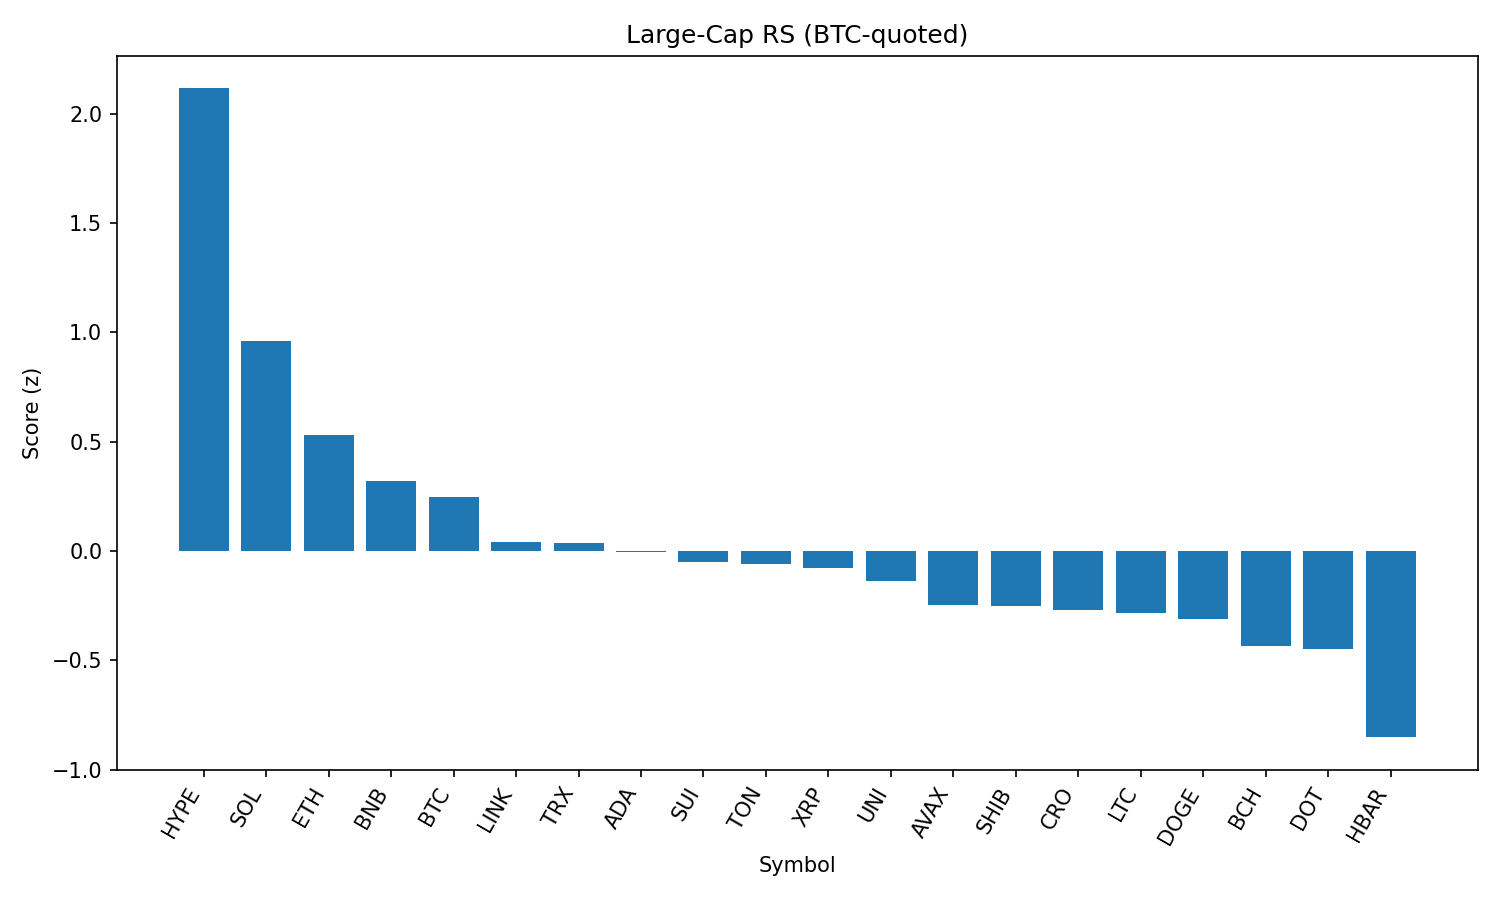 Large-Cap RS (BTC-quoted)
Score (z)
2.0
1.5
1.0
0.5
0.0
−0.5
−1.0
HYPE
SOL
ETH
BNB
BTC
LINK
TRX
ADA
SUI
TON
XRP
UNI
AVAX
SHIB
CRO
LTC
DOGE
BCH
DOT
HBAR
Symbol